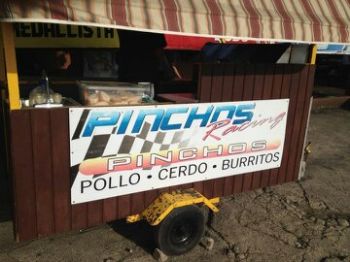 MEDALLISTA
PINCHOS
Racing
PINCHOS
POLLO • CERDO • BURRITOS